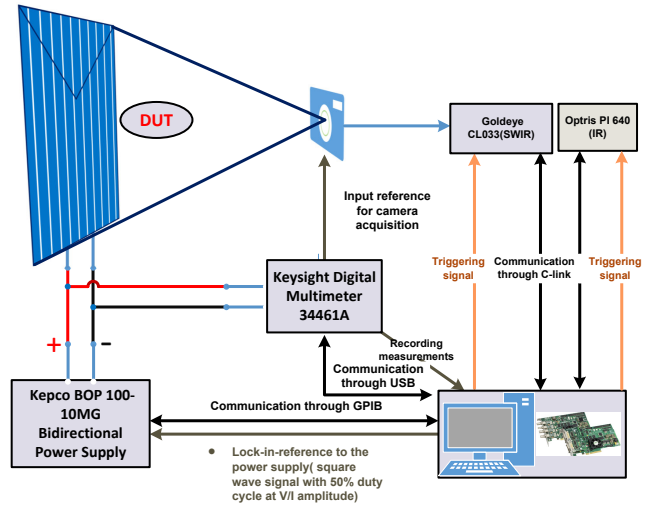 DUT
Goldeye
CL033(SWIR)
Optris PI 640
(IR)
Input reference
for camera
acquisition
Keysight Digital
Multimeter
34461A
Triggering
signal
Communication
through C-link
Triggering
signal
Recording
measurements
Communication
through USB
+
-
Kepco BOP 100-
10MG
Bidirectional
Power Supply
Communication through GPIB
• Lock-in-reference to the
power supply( square
wave signal with 50% duty
cycle at V/I amplitude)